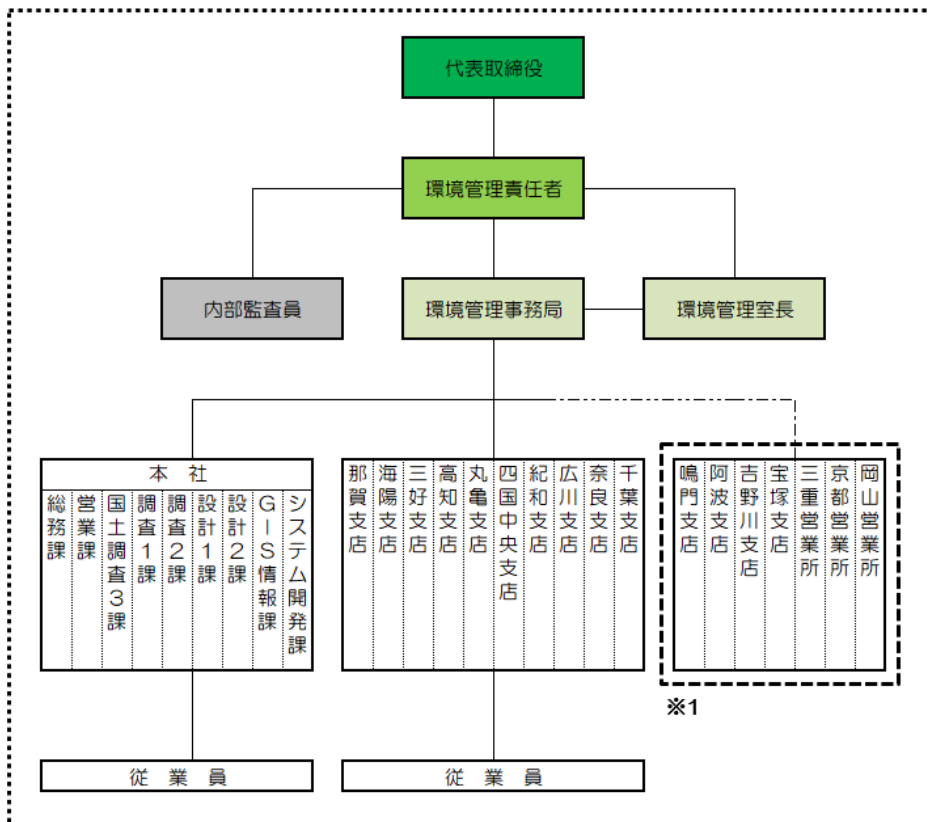 代表取締役
環境管理責任者
内部監査員
環境管理事務局
環境管理室長
本 社
総務課
営業課
国土調査3課
調査1課
調査2課
設計1課
設計2課
GIS情報課
システム開発課
那賀支店
海陽支店
三好支店
高知支店
丸亀支店
四国中央支店
紀和支店
広川支店
奈良支店
千葉支店
鳴門支店
阿波支店
吉野川支店
宝塚支店
三重営業所
京都営業所
岡山営業所
※1
従 業 員
従 業 員